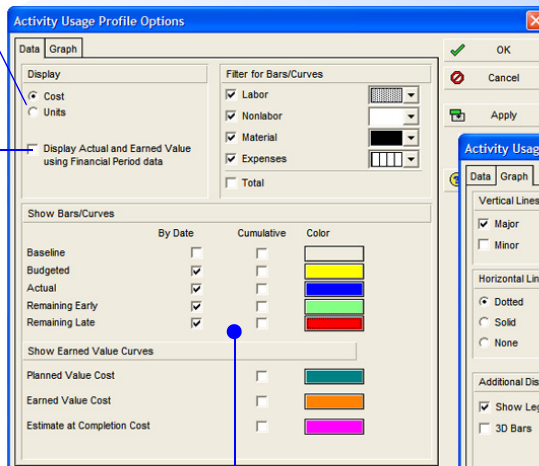 Activity Usage Profile Options
Data Graph
OK
Cancel
Apply
Display
Cost
Units
Display Actual and Earned Value
using Financial Period data
Filter for Bars/Curves
Labor
Nonlabor
Material
Expenses
Total
Show Bars/Curves
By Date Cumulative Color
Baseline
Budgeted
Actual
Remaining Early
Remaining Late
Show Earned Value Curves
Planned Value Cost
Earned Value Cost
Estimate at Completion Cost
Activity Usag
Data Graph
Vertical Lines
Major
Minor
Horizontal Lin
Dotted
Solid
None
Additional Dis
Show Leg
3D Bars